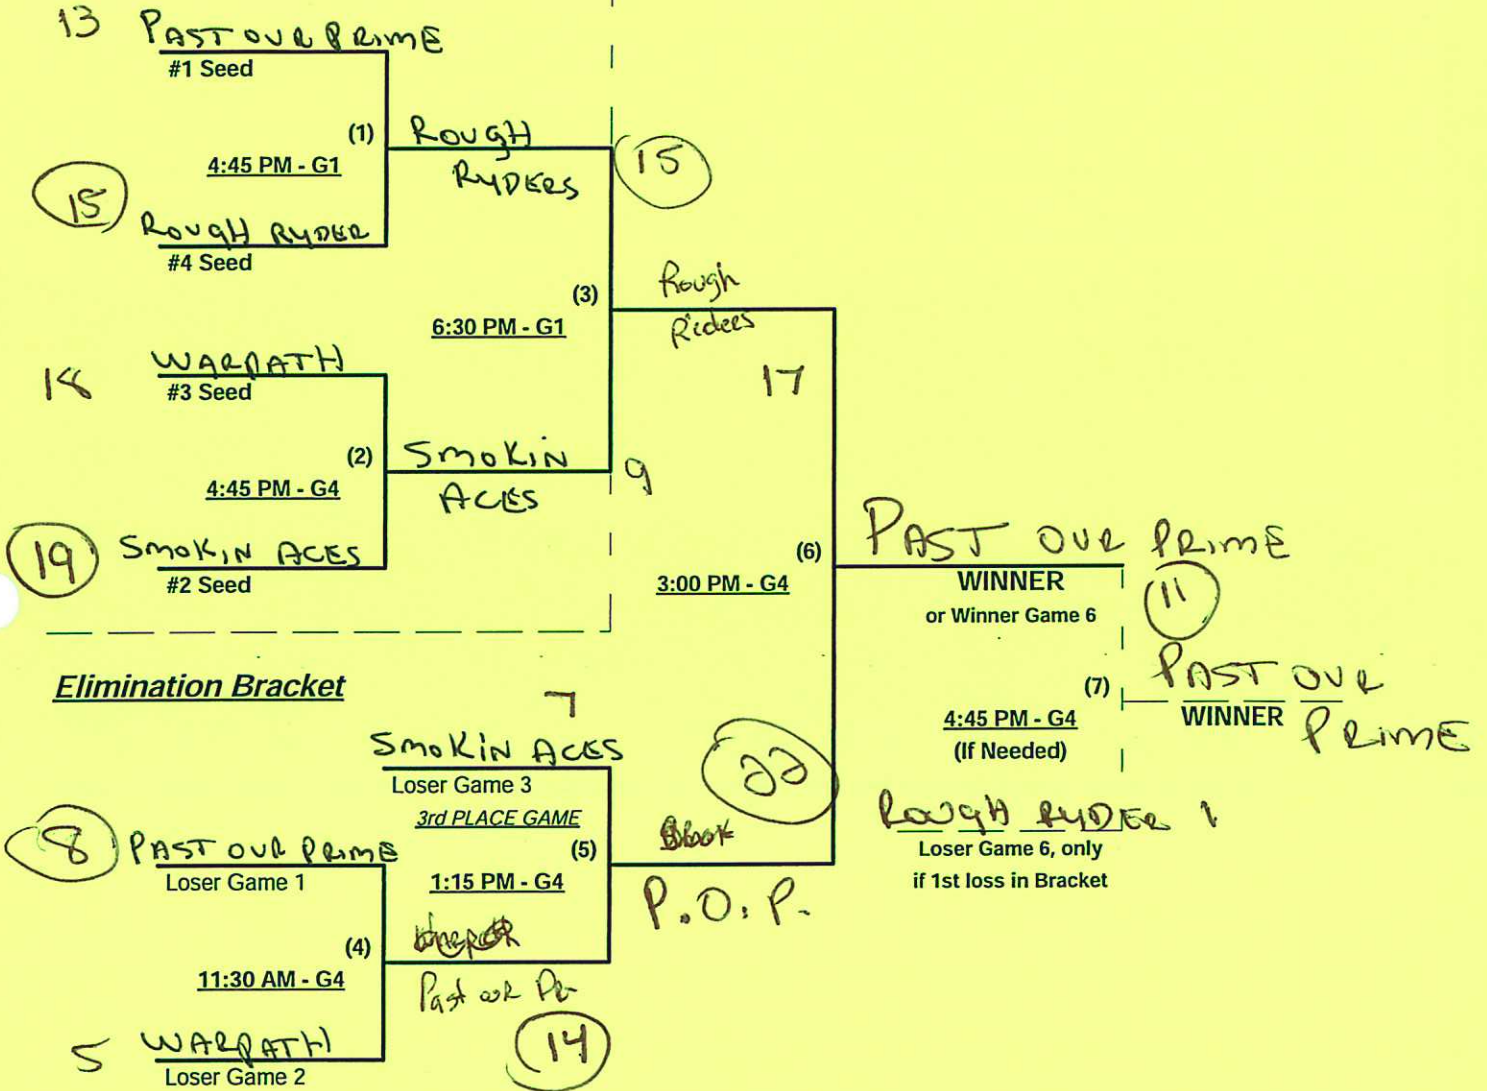 13 PAST OUR PRIME
#1 Seed
(1) ROUGH
4:45 PM - G1
RYDERS
15
15
ROUGH RYDER
#4 Seed
(3)
Rough
6:30 PM - G1
Riders
18 WARPATH
#3 Seed
17
(2) SMOKIN
4:45 PM - G4
ACES
9
19 SMOKIN ACES
#2 Seed
(6) PAST OUR PRIME
3:00 PM - G4
WINNER
or Winner Game 6
11
Elimination Bracket
7
(7) PAST OUR
4:45 PM - G4
WINNER
PRIME
(If Needed)
SMOKIN ACES
Loser Game 3
22
3rd PLACE GAME
8 PAST OUR PRIME
Loser Game 1
(5)
1:15 PM - G4
P.O.P.
ROUGH RYDER 1
Loser Game 6, only
if 1st loss in Bracket
(4)
11:30 AM - G4
Past our
14
5 WARPATH
Loser Game 2